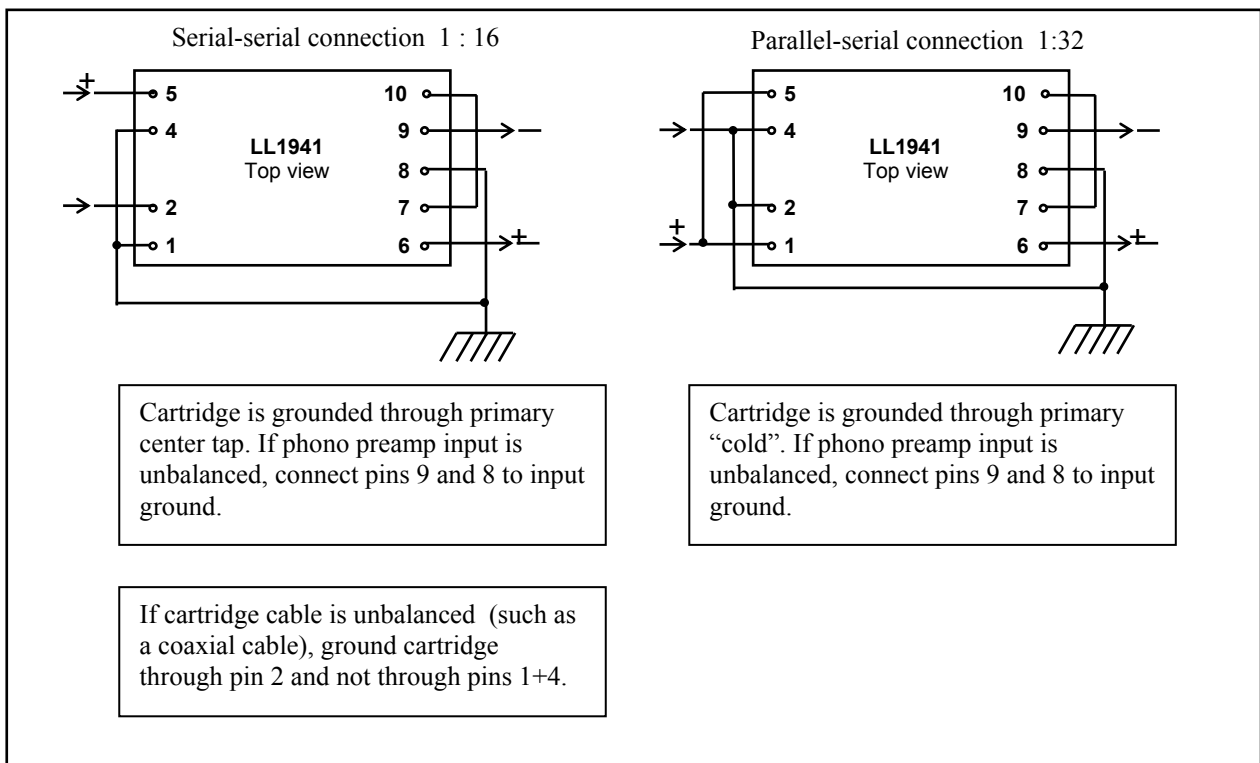 Serial-serial connection 1 : 16
+
5
4
2
1
10
9
8
7
6
LL1941
Top view
+
Parallel-serial connection 1:32
+
5
4
2
1
10
9
8
7
6
LL1941
Top view
+
Cartridge is grounded through primary
center tap. If phono preamp input is
unbalanced, connect pins 9 and 8 to input
ground.
Cartridge is grounded through primary
“cold”. If phono preamp input is
unbalanced, connect pins 9 and 8 to input
ground.
If cartridge cable is unbalanced (such as
a coaxial cable), ground cartridge
through pin 2 and not through pins 1+4.